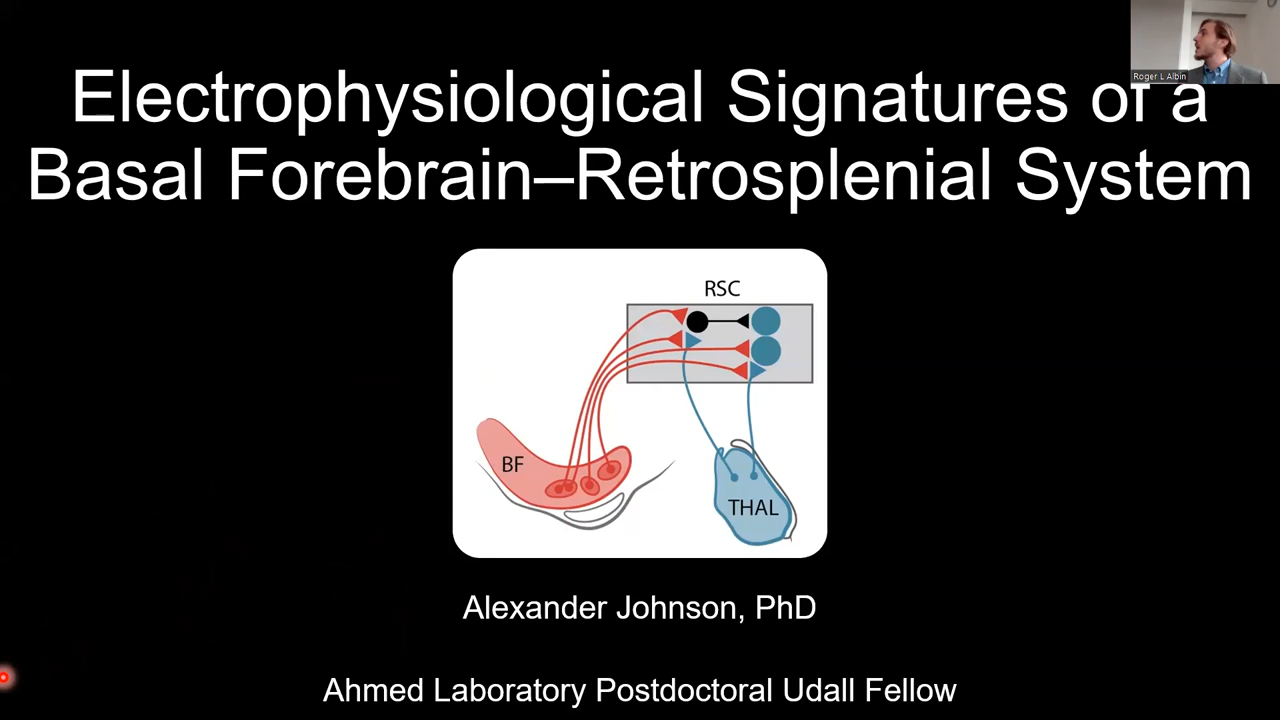 Roger L Albin
Electrophysiological Signatures of a
Basal Forebrain–Retrosplenial System
RSC
BF
THAL
Alexander Johnson, PhD
Ahmed Laboratory Postdoctoral Udall Fellow